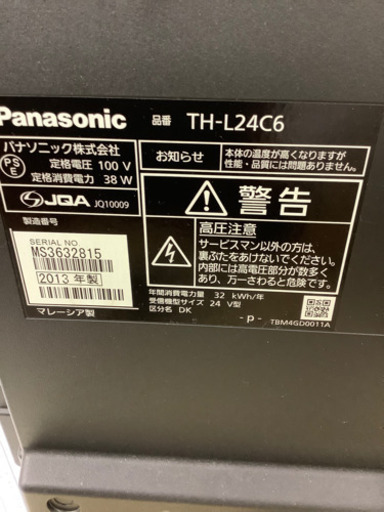 Panasonic 品番 TH-L24C6
パナソニック株式会社
PS
E
定格電圧 100 V
定格消費電力 38 W
お知らせ
本体の温度が高くなりますが
性能・品質には問題ありません。
JQA JQ10009
製造番号
SERIAL NO.
MS3632815
2013 年製
マレーシア製
警告
高圧注意
サービスマン以外の方は、
裏ぶたをあけないでください。
内部には高電圧部分が数多く
あり、万一さわると危険です。
年間消費電力量 32 kWh/年
受信機型サイズ 24 V型
区分名 DK
- p -
TBM4GD0011A